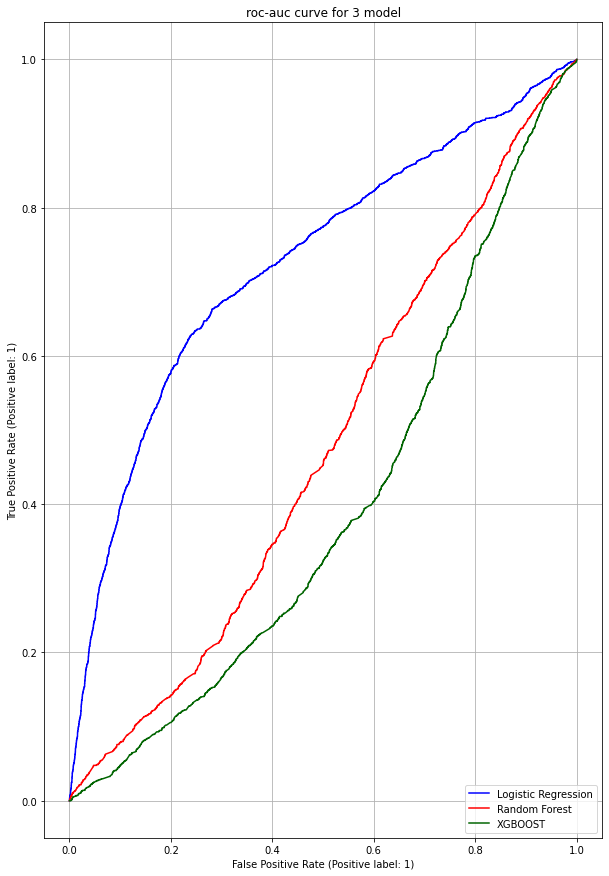 roc-auc curve for 3 model
True Positive Rate (Positive label: 1)
1.0
0.8
0.6
0.4
0.2
0.0
0.0 0.2 0.4 0.6 0.8 1.0
False Positive Rate (Positive label: 1)
Logistic Regression
Random Forest
XGBOOST